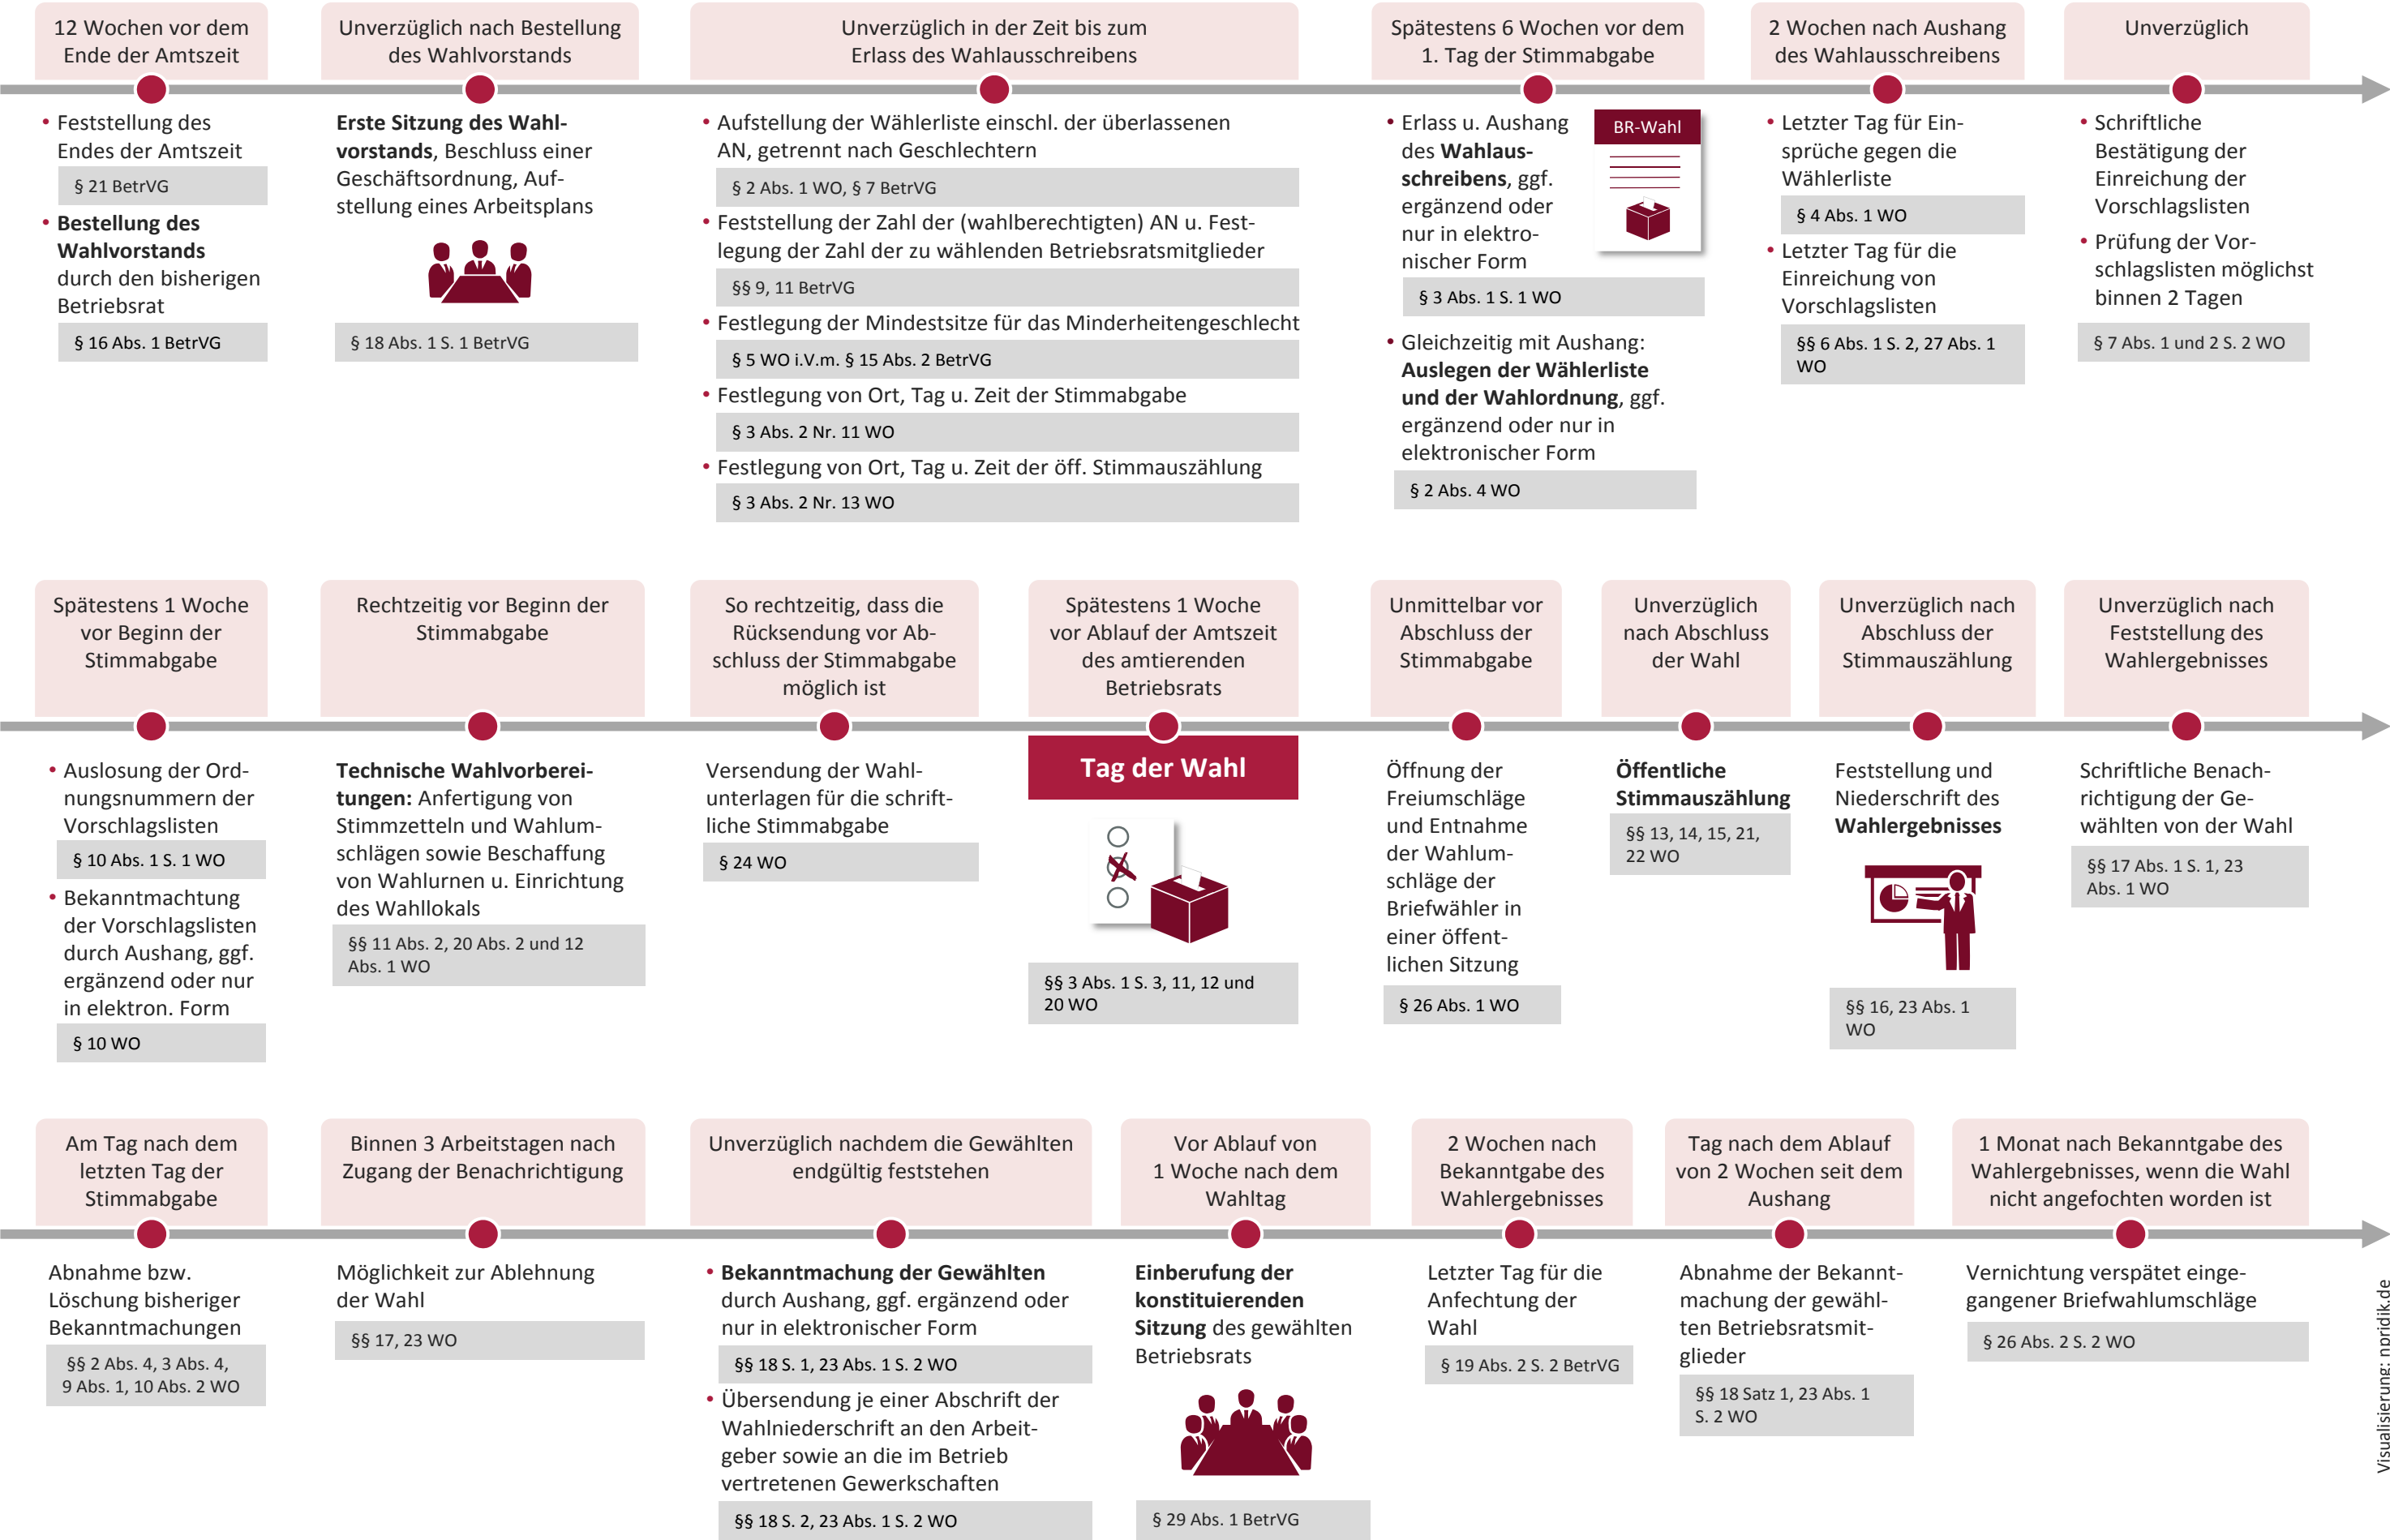 12 Wochen vor dem
Ende der Amtszeit
• Feststellung des
Endes der Amtszeit
§ 21 BetrVG
• Bestellung des
Wahlvorstands
durch den bisherigen
Betriebsrat
§ 16 Abs. 1 BetrVG
Unverzüglich nach Bestellung
des Wahlvorstands
Erste Sitzung des Wahl-
vorstands, Beschluss einer
Geschäftsordnung, Auf-
stellung eines Arbeitsplans
§ 18 Abs. 1 S. 1 BetrVG
Unverzüglich in der Zeit bis zum
Erlass des Wahlausschreibens
• Aufstellung der Wählerliste einschl. der überlassenen
AN, getrennt nach Geschlechtern
§ 2 Abs. 1 WO, § 7 BetrVG
• Feststellung der Zahl der (wahlberechtigten) AN u. Fest-
legung der Zahl der zu wählenden Betriebsratsmitglieder
§§ 9, 11 BetrVG
• Festlegung der Mindestsitze für das Minderheitengeschlecht
§ 5 WO i.V.m. § 15 Abs. 2 BetrVG
• Festlegung von Ort, Tag u. Zeit der Stimmabgabe
§ 3 Abs. 2 Nr. 11 WO
• Festlegung von Ort, Tag u. Zeit der öff. Stimmauszählung
§ 3 Abs. 2 Nr. 13 WO
Spätestens 6 Wochen vor dem
1. Tag der Stimmabgabe
• Erlass u. Aushang
des Wahlaus-
schreibens, ggf.
ergänzend oder
nur in elektro-
nischer Form
BR-Wahl
§ 3 Abs. 1 S. 1 WO
• Gleichzeitig mit Aushang:
Auslegen der Wählerliste
und der Wahlordnung, ggf.
ergänzend oder nur in
elektronischer Form
§ 2 Abs. 4 WO
2 Wochen nach Aushang
des Wahlausschreibens
• Letzter Tag für Ein-
sprüche gegen die
Wählerliste
§ 4 Abs. 1 WO
• Letzter Tag für die
Einreichung von
Vorschlagslisten
§§ 6 Abs. 1 S. 2, 27 Abs. 1
WO
Unverzüglich
• Schriftliche
Bestätigung der
Einreichung der
Vorschlagslisten
• Prüfung der Vor-
schlagslisten möglichst
binnen 2 Tagen
§ 7 Abs. 1 und 2 S. 2 WO
Spätestens 1 Woche
vor Beginn der
Stimmabgabe
• Auslosung der Ord-
nungsnummern der
Vorschlagslisten
§ 10 Abs. 1 S. 1 WO
• Bekanntmachtung
der Vorschlagslisten
durch Aushang, ggf.
ergänzend oder nur
in elektron. Form
§ 10 WO
Rechtzeitig vor Beginn der
Stimmabgabe
Technische Wahlvorberei-
tungen: Anfertigung von
Stimmzetteln und Wahlum-
schlägen sowie Beschaffung
von Wahlurnen u. Einrichtung
des Wahllokals
§§ 11 Abs. 2, 20 Abs. 2 und 12
Abs. 1 WO
So rechtzeitig, dass die
Rücksendung vor Ab-
schluss der Stimmabgabe
möglich ist
Versendung der Wahl-
unterlagen für die schrift-
liche Stimmabgabe
§ 24 WO
Spätestens 1 Woche
vor Ablauf der Amtszeit
des amtierenden
Betriebsrats
Tag der Wahl
§§ 3 Abs. 1 S. 3, 11, 12 und
20 WO
Unmittelbar vor
Abschluss der
Stimmabgabe
Öffnung der
Freiumschläge
und Entnahme
der Wahlum-
schläge der
Briefwähler in
einer öffent-
lichen Sitzung
§ 26 Abs. 1 WO
Unverzüglich
nach Abschluss
der Wahl
Öffentliche
Stimmauszählung
§§ 13, 14, 15, 21,
22 WO
Unverzüglich nach
Abschluss der
Stimmauszählung
Feststellung und
Niederschrift des
Wahlergebnisses
§§ 16, 23 Abs. 1
WO
Unverzüglich nach
Feststellung des
Wahlergebnisses
Schriftliche Benach-
richtigung der Ge-
wählten von der Wahl
§§ 17 Abs. 1 S. 1, 23
Abs. 1 WO
Am Tag nach dem
letzten Tag der
Stimmabgabe
Abnahme bzw.
Löschung bisheriger
Bekanntmachungen
§§ 2 Abs. 4, 3 Abs. 4,
9 Abs. 1, 10 Abs. 2 WO
Binnen 3 Arbeitstagen nach
Zugang der Benachrichtigung
Möglichkeit zur Ablehnung
der Wahl
§§ 17, 23 WO
Unverzüglich nachdem die Gewählten
endgültig feststehen
• Bekanntmachung der Gewählten
durch Aushang, ggf. ergänzend oder
nur in elektronischer Form
§§ 18 S. 1, 23 Abs. 1 S. 2 WO
• Übersendung je einer Abschrift der
Wahlniederschrift an den Arbeit-
geber sowie an die im Betrieb
vertretenen Gewerkschaften
§§ 18 S. 2, 23 Abs. 1 S. 2 WO
Vor Ablauf von
1 Woche nach dem
Wahltag
Einberufung der
konstituierenden
Sitzung des gewählten
Betriebsrats
§ 29 Abs. 1 BetrVG
2 Wochen nach
Bekanntgabe des
Wahlergebnisses
Letzter Tag für die
Anfechtung der
Wahl
§ 19 Abs. 2 S. 2 BetrVG
Tag nach dem Ablauf
von 2 Wochen seit dem
Aushang
Abnahme der Bekannt-
machung der gewähl-
ten Betriebsratsmit-
glieder
§§ 18 Satz 1, 23 Abs. 1
S. 2 WO
1 Monat nach Bekanntgabe des
Wahlergebnisses, wenn die Wahl
nicht angefochten worden ist
Vernichtung verspätet einge-
gangener Briefwahlumschläge
§ 26 Abs. 2 S. 2 WO
Visualisierung: npridik.de